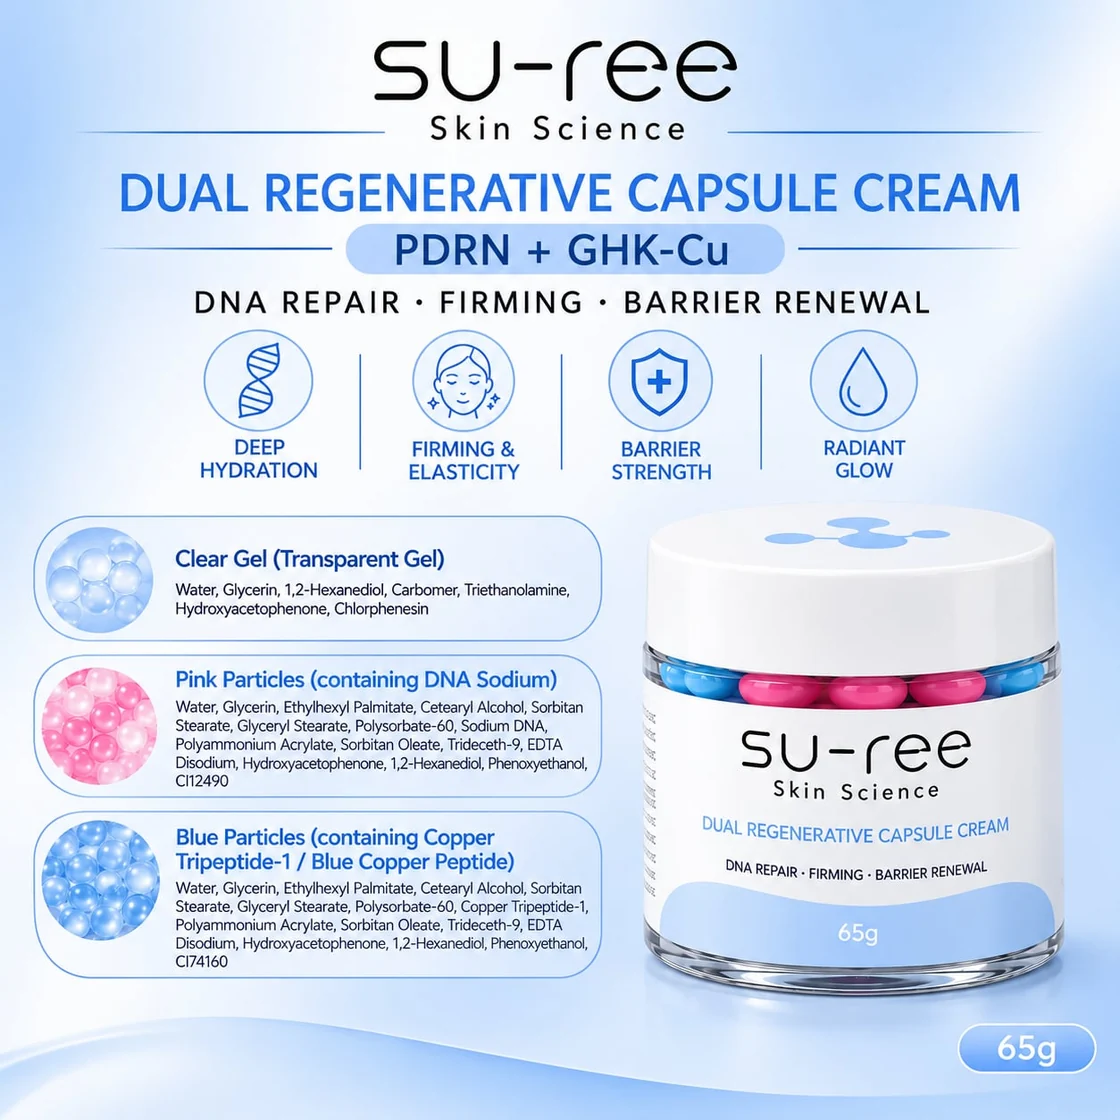 su-ree
Skin Science
DUAL REGENERATIVE CAPSULE CREAM
PDRN + GHK-Cu
DNA REPAIR · FIRMING · BARRIER RENEWAL
DEEP
HYDRATION
FIRMING &
ELASTICITY
BARRIER
STRENGTH
RADIANT
GLOW
Clear Gel (Transparent Gel)
Water, Glycerin, 1,2-Hexanediol, Carbomer, Triethanolamine,
Hydroxyacetophenone, Chlorphenesin
Pink Particles (containing DNA Sodium)
Water, Glycerin, Ethylhexyl Palmitate, Cetearyl Alcohol, Sorbitan
Stearate, Glyceryl Stearate, Polysorbate-60, Sodium DNA,
Polyammonium Acrylate, Sorbitan Oleate, Trideceth-9, EDTA
Disodium, Hydroxyacetophenone, 1,2-Hexanediol, Phenoxyethanol,
CI12490
Blue Particles (containing Copper
Tripeptide-1 / Blue Copper Peptide)
Water, Glycerin, Ethylhexyl Palmitate, Cetearyl Alcohol, Sorbitan
Stearate, Glyceryl Stearate, Polysorbate-60, Copper Tripeptide-1,
Polyammonium Acrylate, Sorbitan Oleate, Trideceth-9, EDTA
Disodium, Hydroxyacetophenone, 1,2-Hexanediol, Phenoxyethanol,
CI74160
su-ree
Skin Science
DUAL REGENERATIVE CAPSULE CREAM
DNA REPAIR · FIRMING · BARRIER RENEWAL
65g
65g